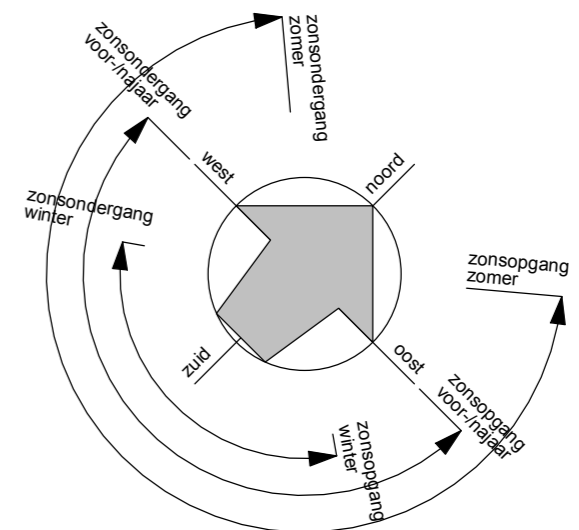 zonsondergang
zomer
zonsondergang
voor-/najaar
west
noord
zonsondergang
winter
zonsopgang
zomer
zuid
oost
zonsopgang
voor-/najaar
zonsopgang
winter